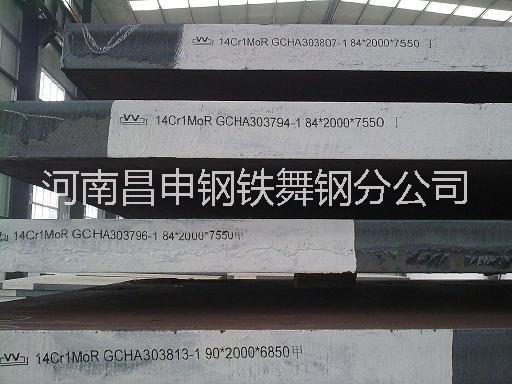 14Cr1MoR GCHA303807-1 84*2000*7550 丁
14Cr1MoR GCHA303794-1 84*2000*7550 丁
河南昌申钢铁舞钢分公司
14Cr1MoR GCHA303796-1 84*2000*7550甲
14Cr1MoR GCHA303813-1 90*2000*6850甲